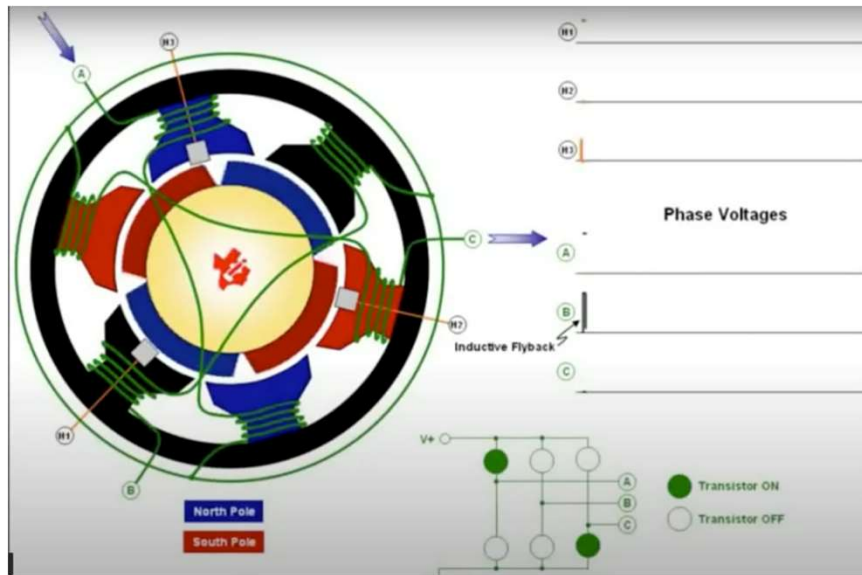 H1
H3
A
H2
H3
Phase Voltages
C
A
B
H2
Inductive Flyback
C
H1
V+
B
A
Transistor ON
B
North Pole
C
Transistor OFF
South Pole